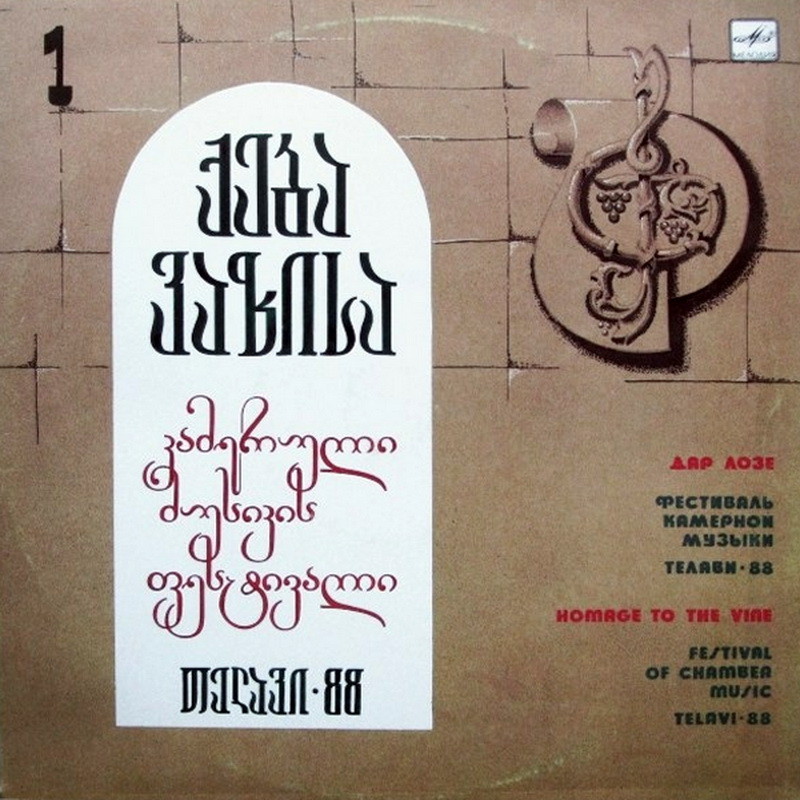 1
МЕЛОДИЯ
ქება
ვაზისა
კამერული
მუსიკის
ფესტივალი
თელავი·88
ДАР ЛОЗЕ
ФЕСТИВАЛЬ
КАМЕРНОЙ
МУЗЫКИ
ТЕЛАВИ·88
HOMAGE TO THE VINE
FESTIVAL
OF CHAMBER
MUSIC
TELAVI·88